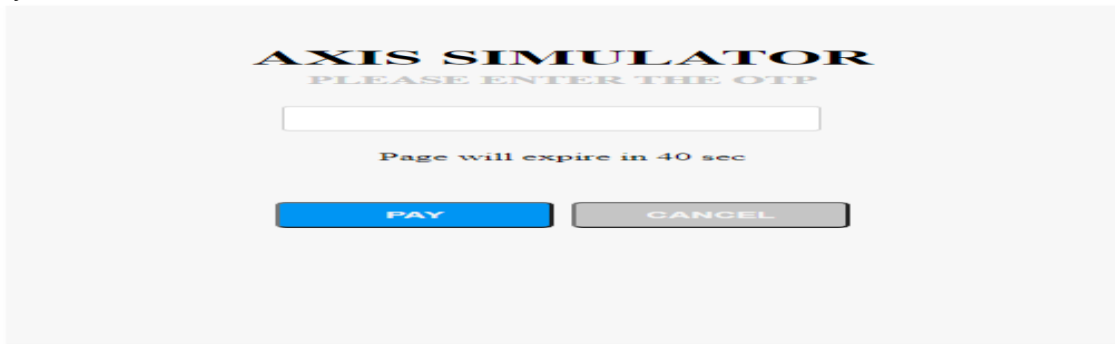 AXIS SIMULATOR
PLEASE ENTER THE OTP
Page will expire in 40 sec
PAY CANCEL